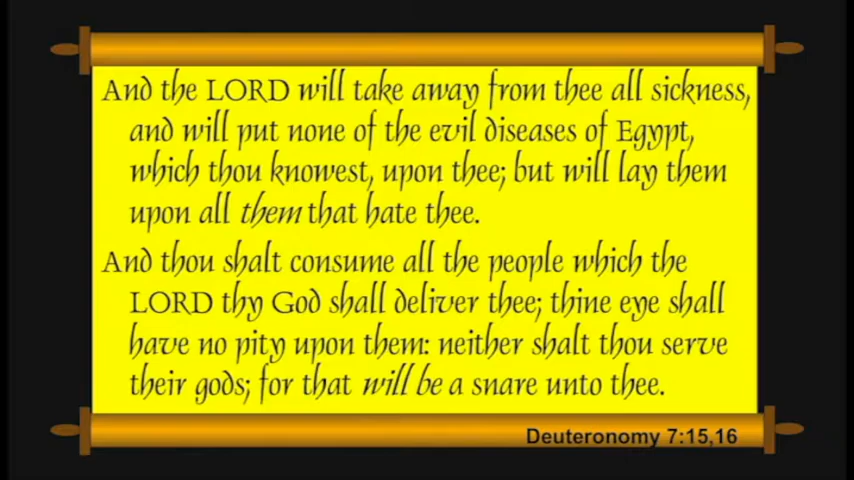 And the LORD will take away from thee all sickness,
and will put none of the evil diseases of Egypt,
which thou knowest, upon thee; but will lay them
upon all them that hate thee.
And thou shalt consume all the people which the
LORD thy God shall deliver thee; thine eye shall
have no pity upon them: neither shalt thou serve
their gods; for that will be a snare unto thee.
Deuteronomy 7:15,16